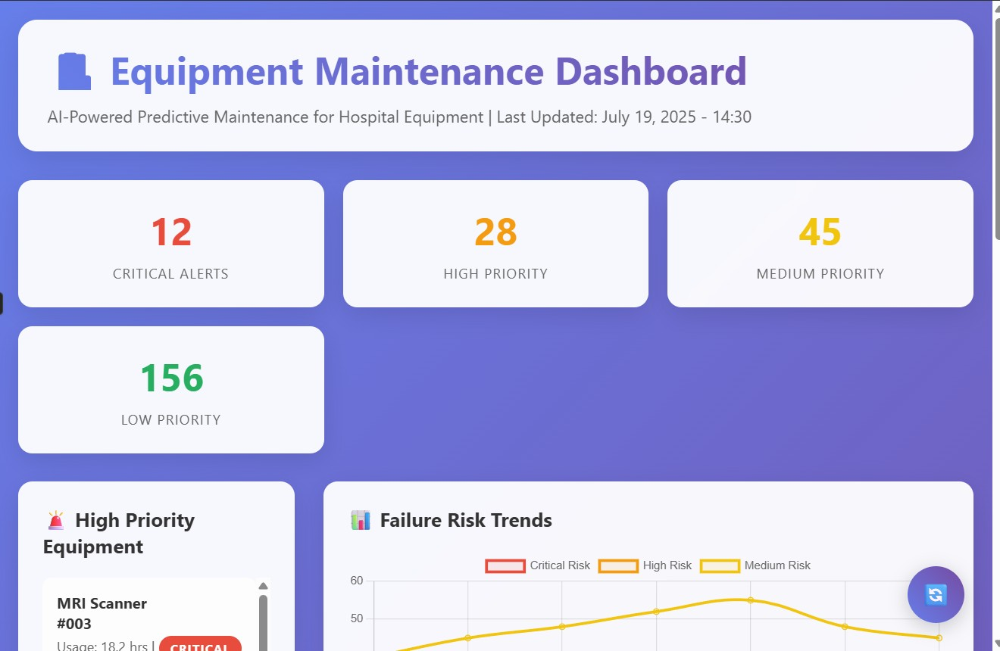 Equipment Maintenance Dashboard
AI-Powered Predictive Maintenance for Hospital Equipment | Last Updated: July 19, 2025 - 14:30
12
CRITICAL ALERTS
28
HIGH PRIORITY
45
MEDIUM PRIORITY
156
LOW PRIORITY
High Priority
Equipment
MRI Scanner
#003
Usage: 18.2 hrs |
CRITICAL
Failure Risk Trends
Critical Risk
High Risk
Medium Risk
60
50